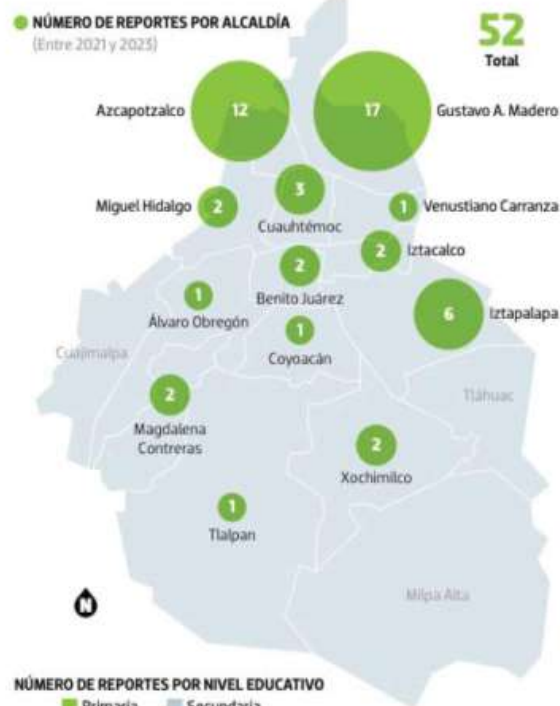 NÚMERO DE REPORTES POR ALCALDÍA
(Entre 2021 y 2023)
52
Total
Azcapotzalco
12
17
Gustavo A. Madero
Miguel Hidalgo
2
3
Cuauhtémoc
1
Venustiano Carranza
2
Iztacalco
2
Benito Juárez
1
Álvaro Obregón
6
Iztapalapa
1
Coyoacán
Cuajimalpa
Tláhuac
2
Magdalena
Contreras
2
Xochimilco
1
Tlalpan
Milpa Alta
N
NÚMERO DE REPORTES POR NIVEL EDUCATIVO
Primaria Secundaria